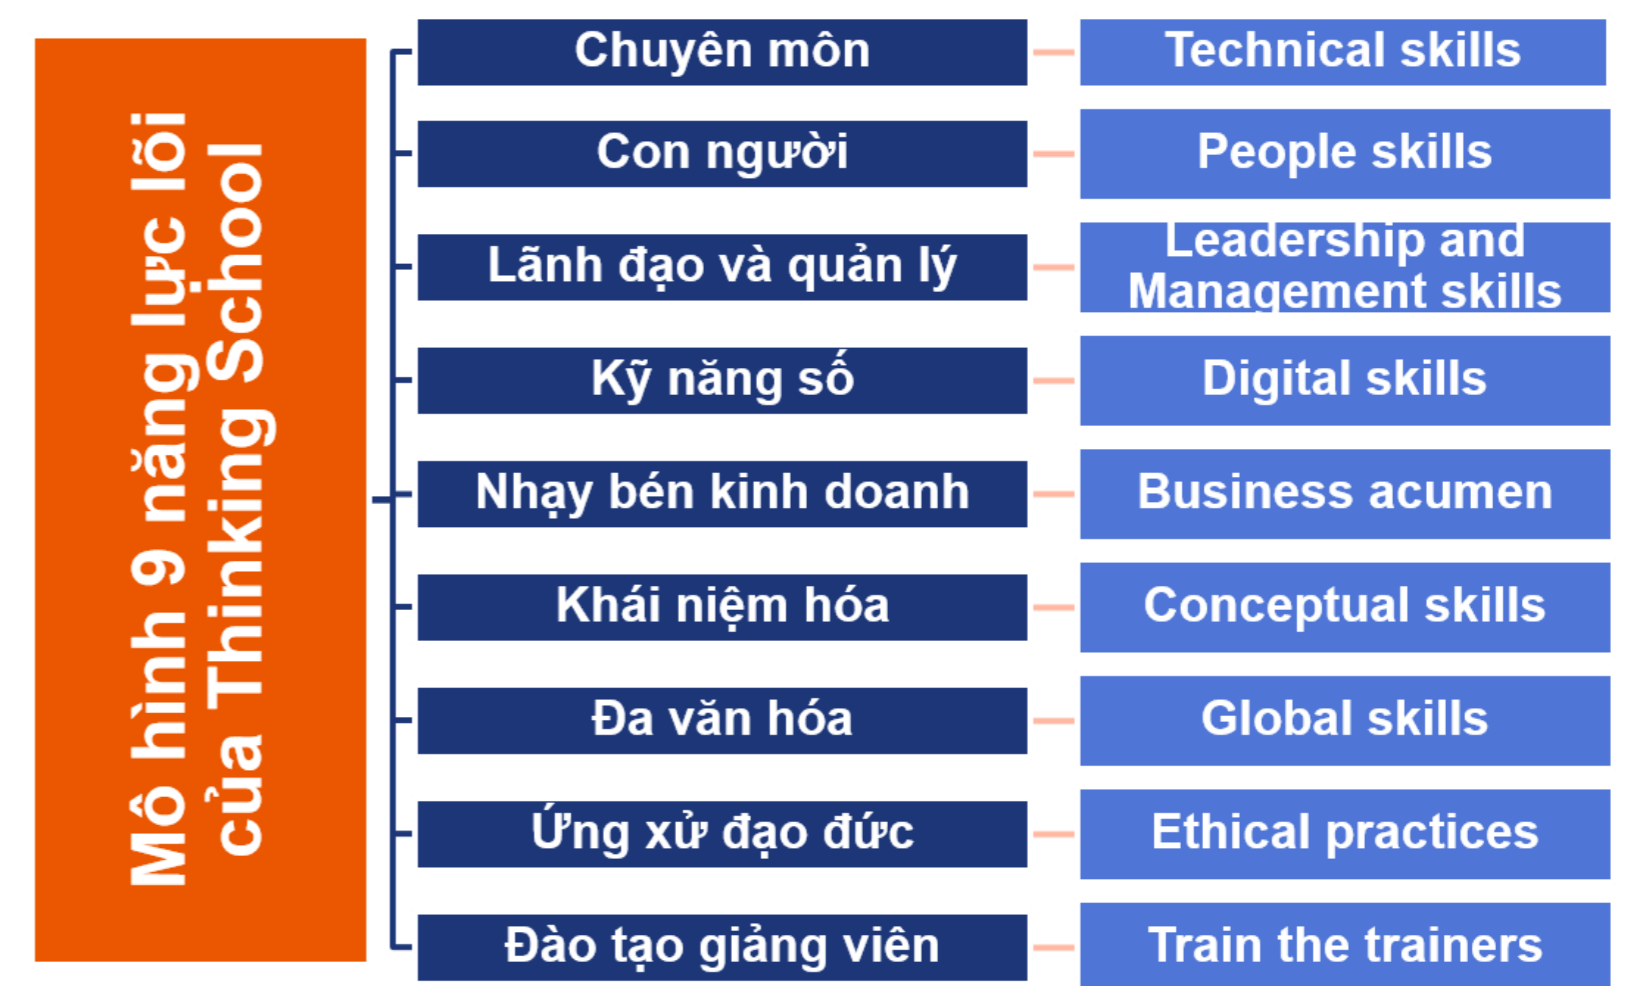 Mô hình 9 năng lực lõi
của Thinking School
Chuyên môn
Technical skills
Con người
People skills
Lãnh đạo và quản lý
Leadership and
Management skills
Kỹ năng số
Digital skills
Nhạy bén kinh doanh
Business acumen
Khái niệm hóa
Conceptual skills
Đa văn hóa
Global skills
Ứng xử đạo đức
Ethical practices
Đào tạo giảng viên
Train the trainers